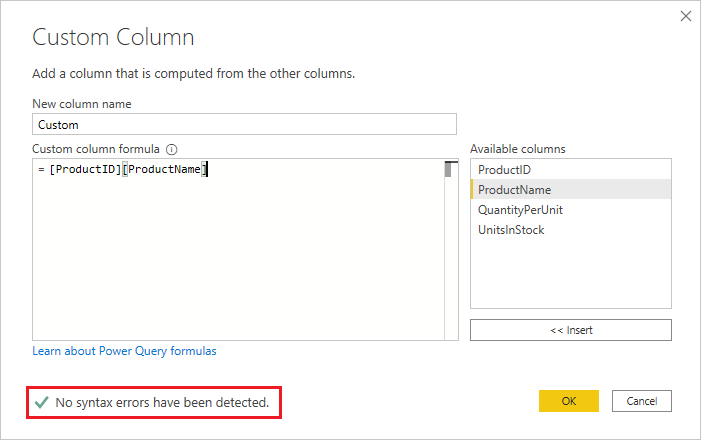 Custom Column
Add a column that is computed from the other columns.
New column name
Custom
Custom column formula
Available columns
= [ProductID][ProductName]
ProductID
ProductName
QuantityPerUnit
UnitsInStock
<< Insert
Learn about Power Query formulas
No syntax errors have been detected.
OK
Cancel